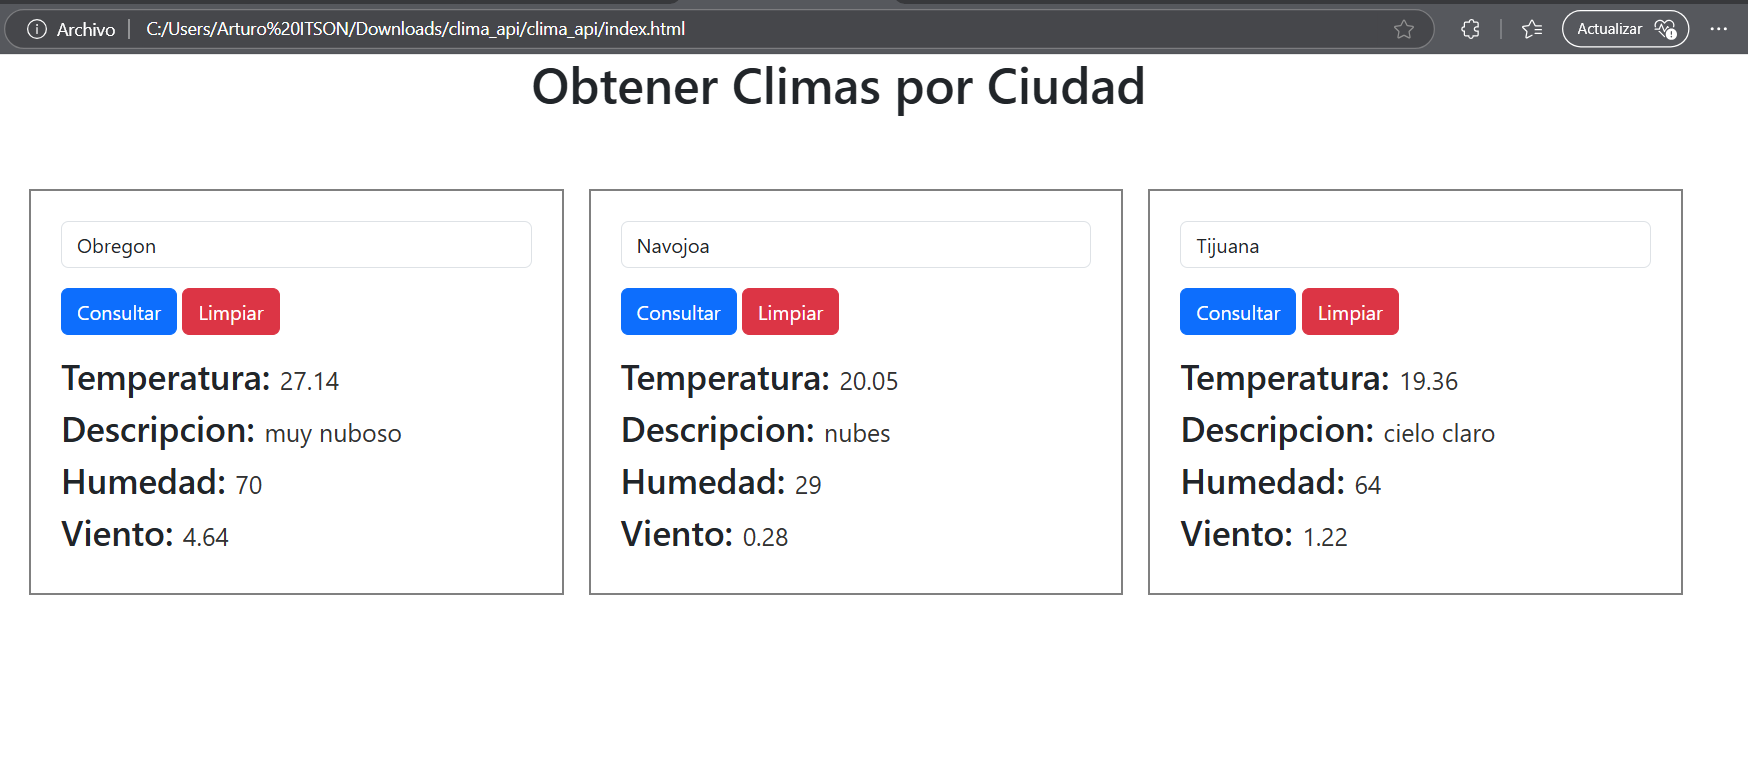 Archivo C:/Users/Arturo%20ITSON/Downloads/clima_api/clima_api/index.html Actualizar
Obtener Climas por Ciudad
Obregon
Consultar Limpiar
Temperatura: 27.14
Descripcion: muy nuboso
Humedad: 70
Viento: 4.64
Navojoa
Consultar Limpiar
Temperatura: 20.05
Descripcion: nubes
Humedad: 29
Viento: 0.28
Tijuana
Consultar Limpiar
Temperatura: 19.36
Descripcion: cielo claro
Humedad: 64
Viento: 1.22